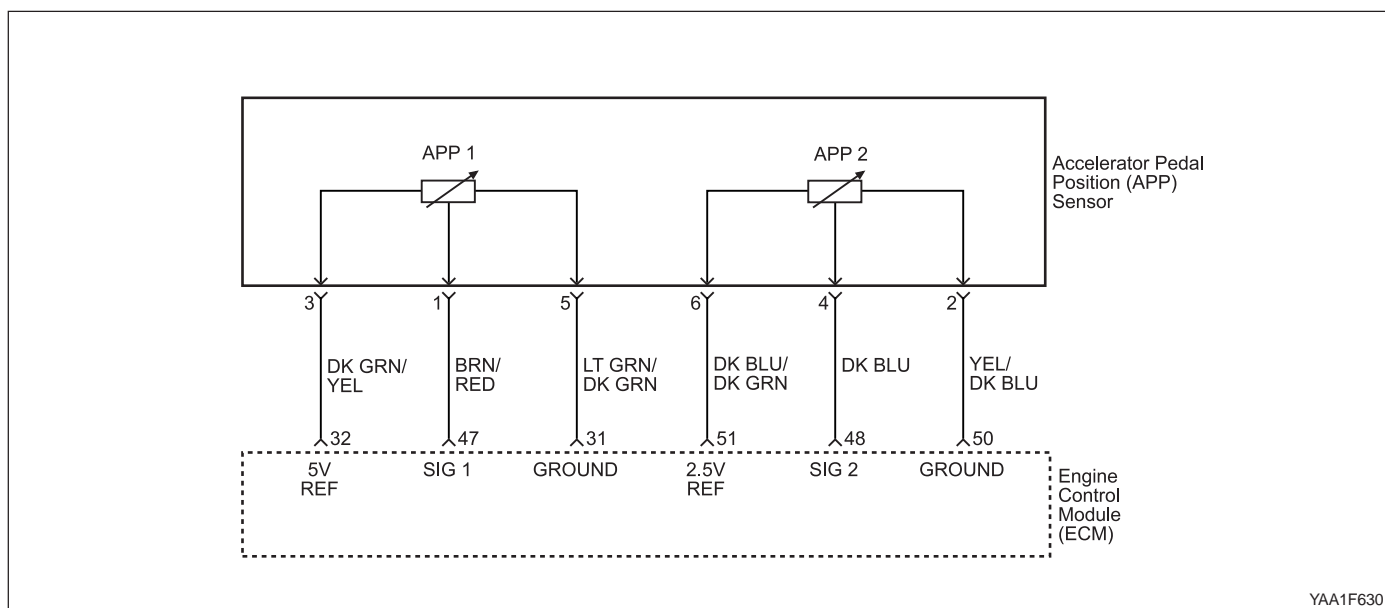 APP 1
APP 2
Accelerator Pedal
Position (APP)
Sensor
3
1
5
6
4
2
DK GRN/
YEL
BRN/
RED
LT GRN/
DK GRN
DK BLU/
DK GRN
DK BLU
YEL/
DK BLU
32
47
31
51
48
50
5V
REF
SIG 1
GROUND
2.5V
REF
SIG 2
GROUND
Engine
Control
Module
(ECM)
YAA1F630